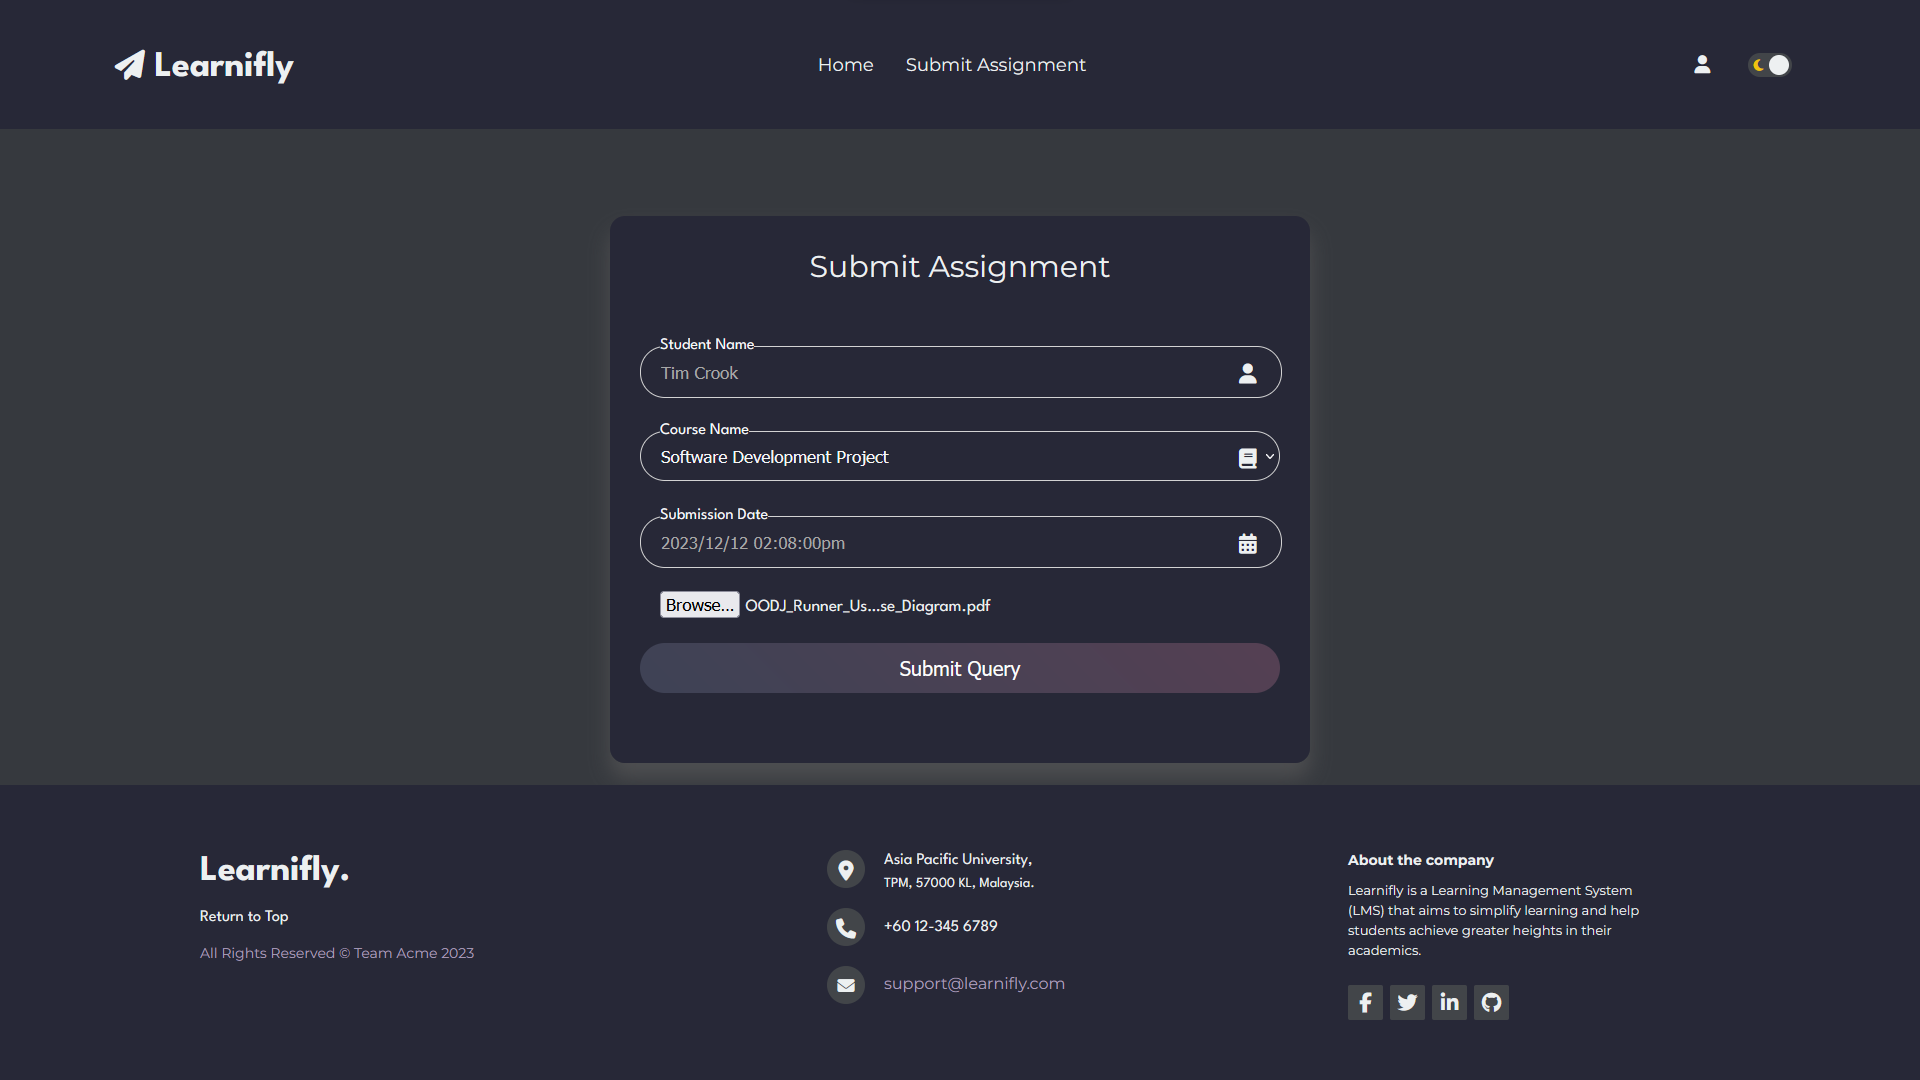 Learnifly
Home
Submit Assignment
Submit Assignment
Student Name
Tim Crook
Course Name
Software Development Project
Submission Date
2023/12/12 02:08:00pm
Browse... OODJ_Runner_Us...se_Diagram.pdf
Submit Query
Learnifly.
Return to Top
All Rights Reserved © Team Acme 2023
Asia Pacific University,
TPM, 57000 KL, Malaysia.
+60 12-345 6789
support@learnifly.com
About the company
Learnifly is a Learning Management System
(LMS) that aims to simplify learning and help
students achieve greater heights in their
academics.